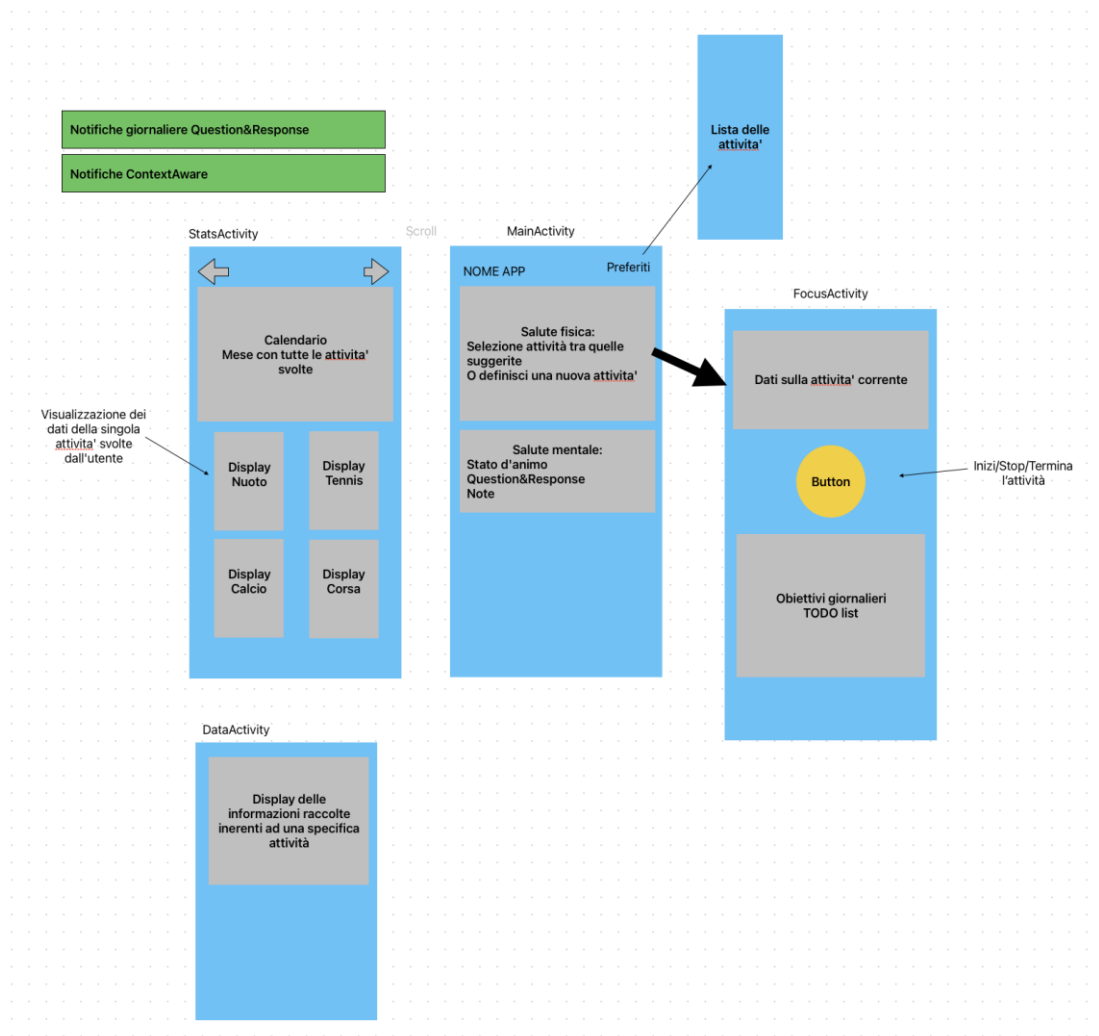 Notifiche giornaliere Question&Response
Notifiche ContextAware
Lista delle
attivita'
StatsActivity
Scroll
MainActivity
NOME APP
Preferiti
Calendario
Mese con tutte le attivita'
svolte
Salute fisica:
Selezione attività tra quelle
suggerite
O definisci una nuova attivita'
Salute mentale:
Stato d'animo
Question&Response
Note
Visualizzazione dei
dati della singola
attivita' svolte
dall'utente
Display
Nuoto
Display
Tennis
Display
Calcio
Display
Corsa
FocusActivity
Dati sulla attivita' corrente
Button
Inizi/Stop/Termina
l'attività
Obiettivi giornalieri
TODO list
DataActivity
Display delle
informazioni raccolte
inerenti ad una specifica
attività